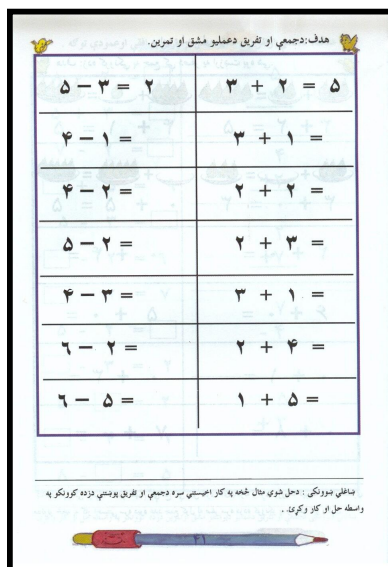 هدف:دجمعې او تفریق دعملیو مشق او تمرین.
۳ + ۲ = ۵
۵ − ۳ = ۲
۳ + ۱ =
۴ − ۱ =
۲ + ۲ =
۴ − ۲ =
۲ + ۳ =
۵ − ۲ =
۳ + ۱ =
۴ − ۳ =
۲ + ۴ =
۶ − ۲ =
۱ + ۵ =
۶ − ۵ =
ښاغلي ښوونکی : دحل شوي مثال څخه په کار اخیستنې سره دجمعې او تفریق پوښتنې دزده کوونکو په
واسطه حل او کار وکړئ. .